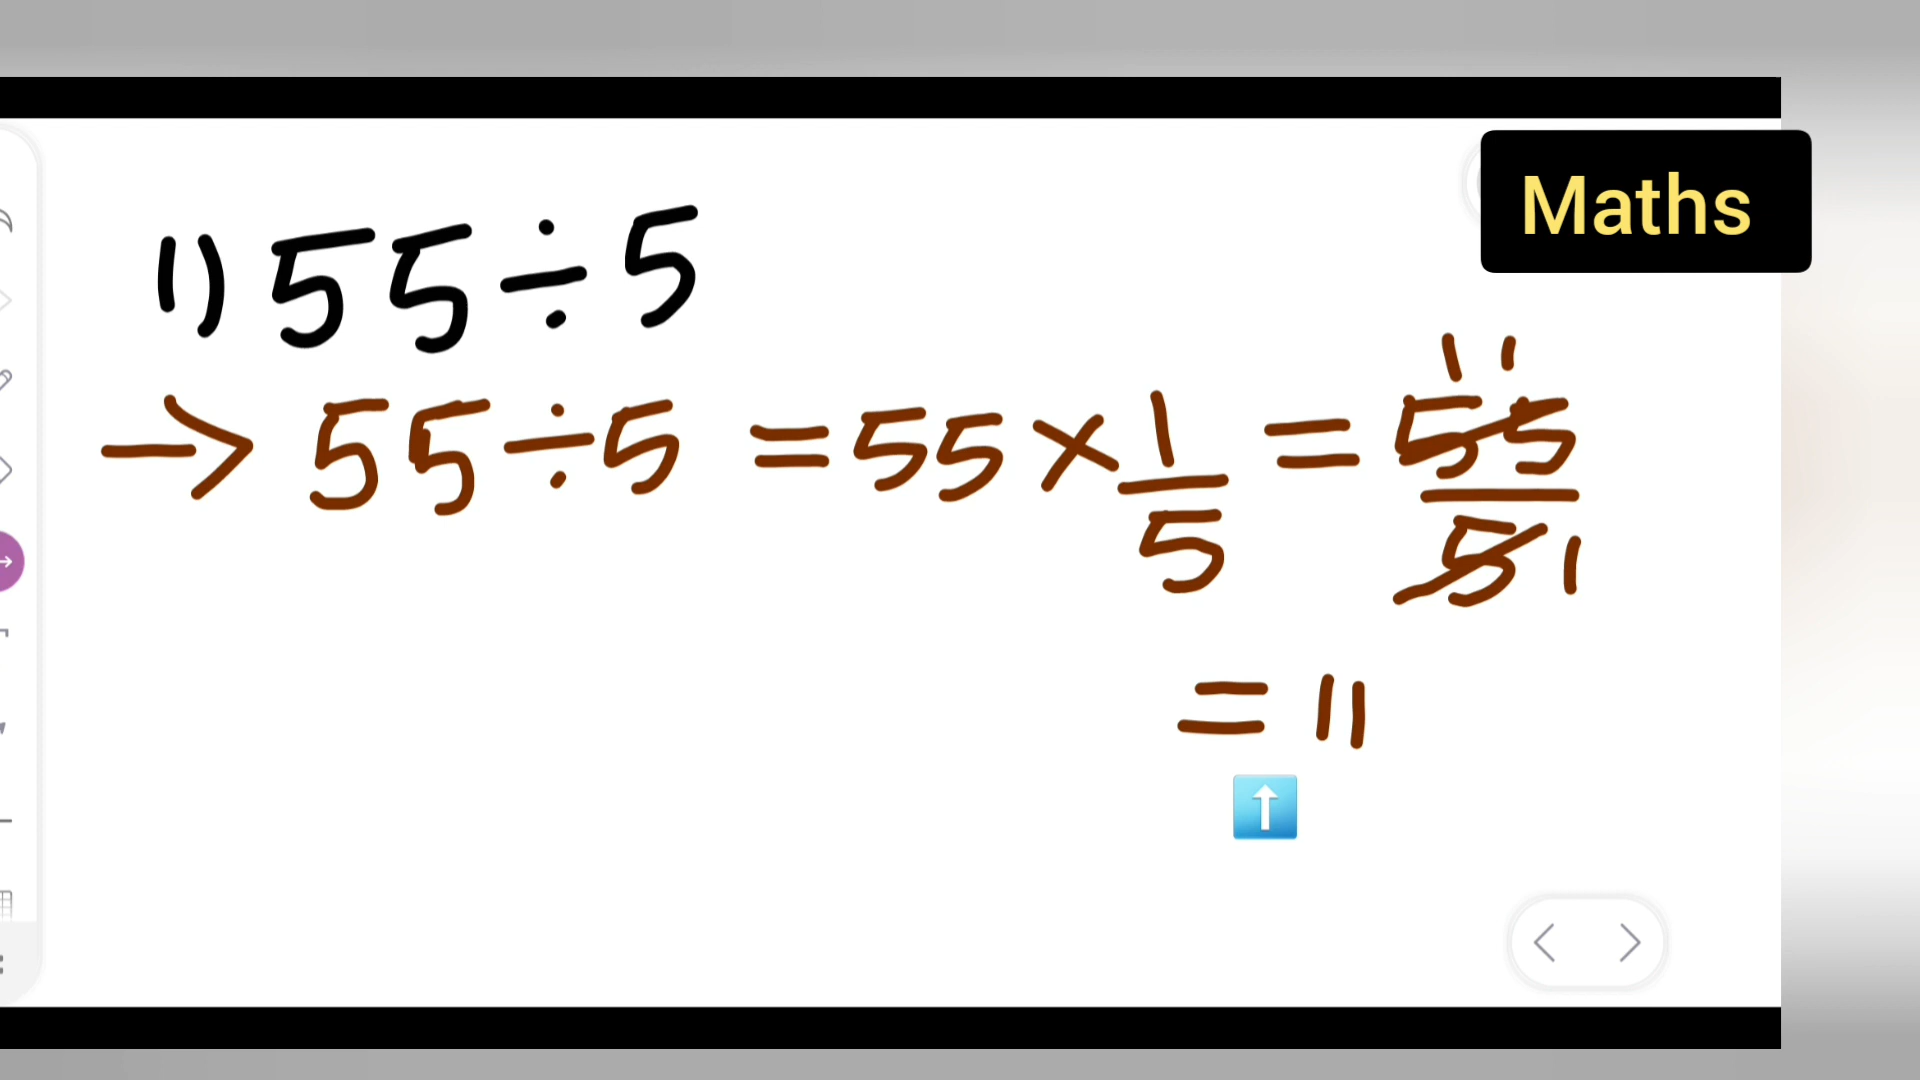 Maths
1) 55 ÷ 5
→ 55 ÷ 5 = 55 × 1/5 = 55/5 11 1
= 11